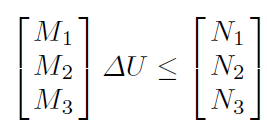 [M₁ M₂ M₃] ΔU ≤ [N₁ N₂ N₃]